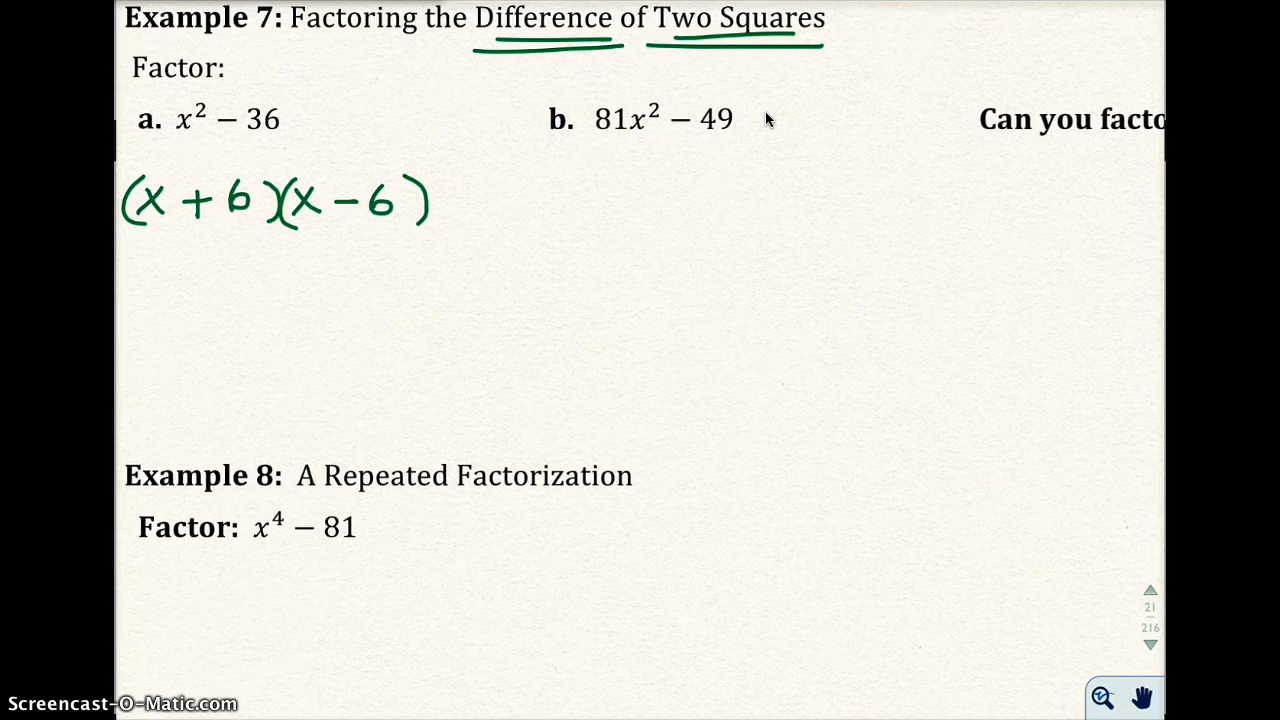 Example 7: Factoring the Difference of Two Squares
Factor:
a. x² − 36
b. 81x² − 49
Can you facto
(x + 6)(x − 6)
Example 8: A Repeated Factorization
Factor: x⁴ − 81
21
216
Screencast-O-Matic.com